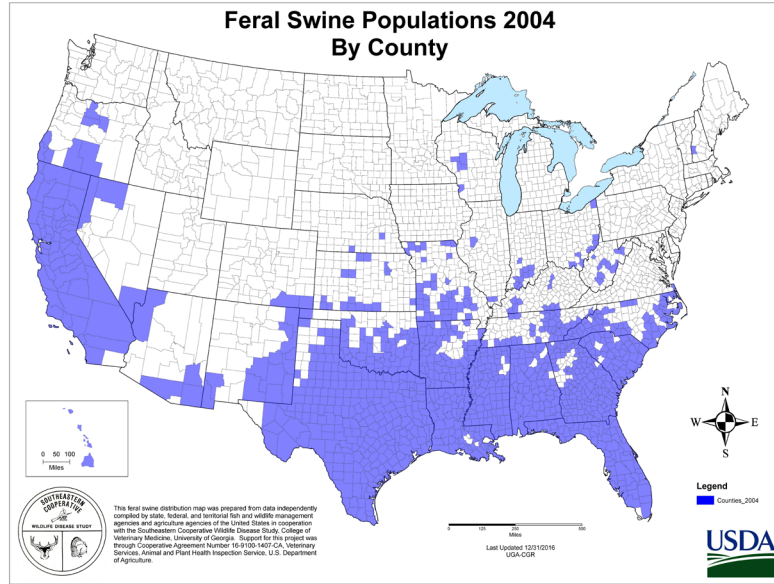 Feral Swine Populations 2004
By County
N
W
E
S
0 50 100
Miles
Legend
Counties_2004
SOUTHEASTERN
COOPERATIVE
WILDLIFE DISEASE STUDY
This feral swine distribution map was prepared from data independently
compiled by state, federal, and territorial fish and wildlife management
agencies and agriculture agencies of the United States in cooperation
with the Southeastern Cooperative Wildlife Disease Study, College of
Veterinary Medicine, University of Georgia. Support for this project was
through Cooperative Agreement Number 16-9100-1407-CA, Veterinary
Services, Animal and Plant Health Inspection Service, U.S. Department
of Agriculture.
0 125 250 500
Miles
Last Updated 12/31/2016
UGA-CGR
USDA